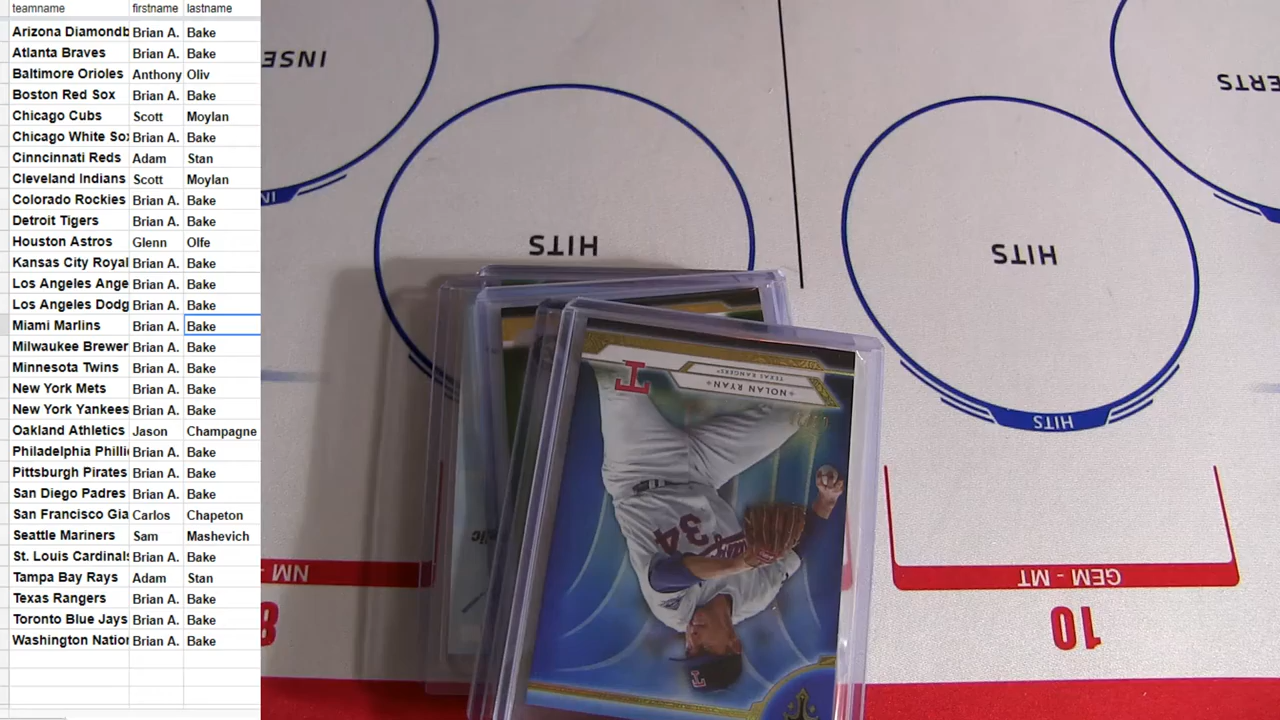 teamname firstname lastname
Arizona Diamondb Brian A. Bake
Atlanta Braves Brian A. Bake
Baltimore Orioles Anthony Oliv
Boston Red Sox Brian A. Bake
Chicago Cubs Scott Moylan
Chicago White So Brian A. Bake
Cinncinnati Reds Adam Stan
Cleveland Indians Scott Moylan
Colorado Rockies Brian A. Bake
Detroit Tigers Brian A. Bake
Houston Astros Glenn Olfe
Kansas City Royal Brian A. Bake
Los Angeles Ange Brian A. Bake
Los Angeles Dodg Brian A. Bake
Miami Marlins Brian A. Bake
Milwaukee Brewer Brian A. Bake
Minnesota Twins Brian A. Bake
New York Mets Brian A. Bake
New York Yankees Brian A. Bake
Oakland Athletics Jason Champagne
Philadelphia Philli Brian A. Bake
Pittsburgh Pirates Brian A. Bake
San Diego Padres Brian A. Bake
San Francisco Gia Carlos Chapeton
Seattle Mariners Sam Mashevich
St. Louis Cardinals Brian A. Bake
Tampa Bay Rays Adam Stan
Texas Rangers Brian A. Bake
Toronto Blue Jays Brian A. Bake
Washington Nation Brian A. Bake
INSE
ERTS
HITS
HITS
IN
HITS
TEXAS RANGERS
NOLAN RYAN
T
34
T
NM
8
GEM - MT
10